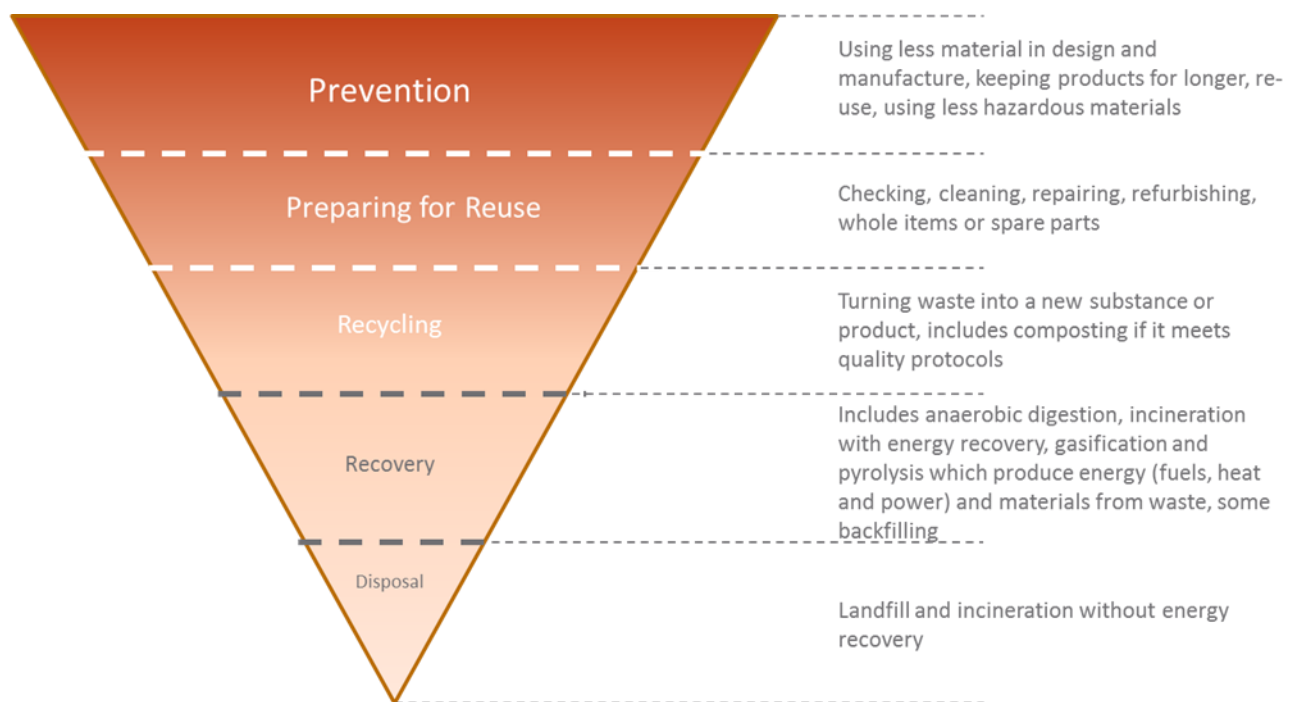 Prevention
Using less material in design and
manufacture, keeping products for longer, re-
use, using less hazardous materials
Preparing for Reuse
Checking, cleaning, repairing, refurbishing,
whole items or spare parts
Recycling
Turning waste into a new substance or
product, includes composting if it meets
quality protocols
Recovery
Includes anaerobic digestion, incineration
with energy recovery, gasification and
pyrolysis which produce energy (fuels, heat
and power) and materials from waste, some
backfilling
Disposal
Landfill and incineration without energy
recovery